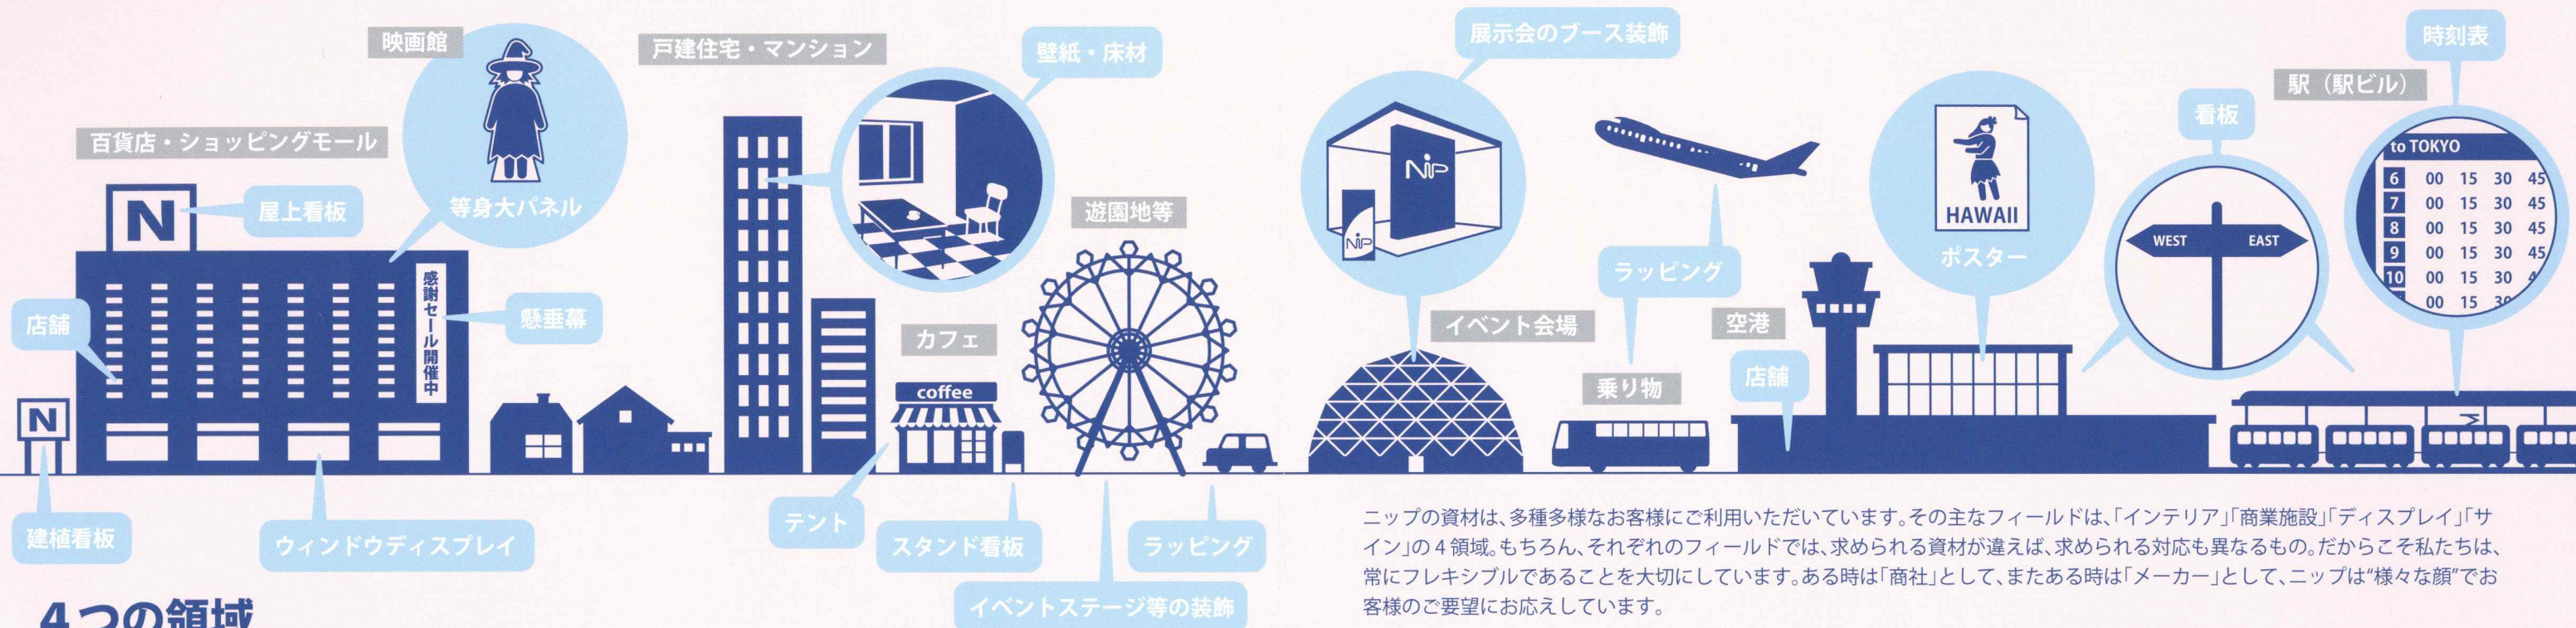 映画館
等身大パネル
百貨店・ショッピングモール
N
屋上看板
店舗
感謝セール開催中
懸垂幕
N
建植看板
ウィンドウディスプレイ
戸建住宅・マンション
壁紙・床材
カフェ
coffee
テント
スタンド看板
遊園地等
ラッピング
イベントステージ等の装飾
展示会のブース装飾
NiP
NiP
イベント会場
ラッピング
乗り物
空港
店舗
HAWAII
ポスター
看板
WEST EAST
駅（駅ビル）
時刻表
to TOKYO
6 00 15 30 45
7 00 15 30 45
8 00 15 30 45
9 00 15 30 45
10 00 15 30
00 15 30
ニップの資材は、多種多様なお客様にご利用いただいています。その主なフィールドは、「インテリア」「商業施設」「ディスプレイ」「サ
イン」の4領域。もちろん、それぞれのフィールドでは、求められる資材が違えば、求められる対応も異なるもの。だからこそ私たちは、
常にフレキシブルであることを大切にしています。ある時は「商社」として、またある時は「メーカー」として、ニップは“様々な顔”でお
客様のご要望にお応えしています。
4つの領域